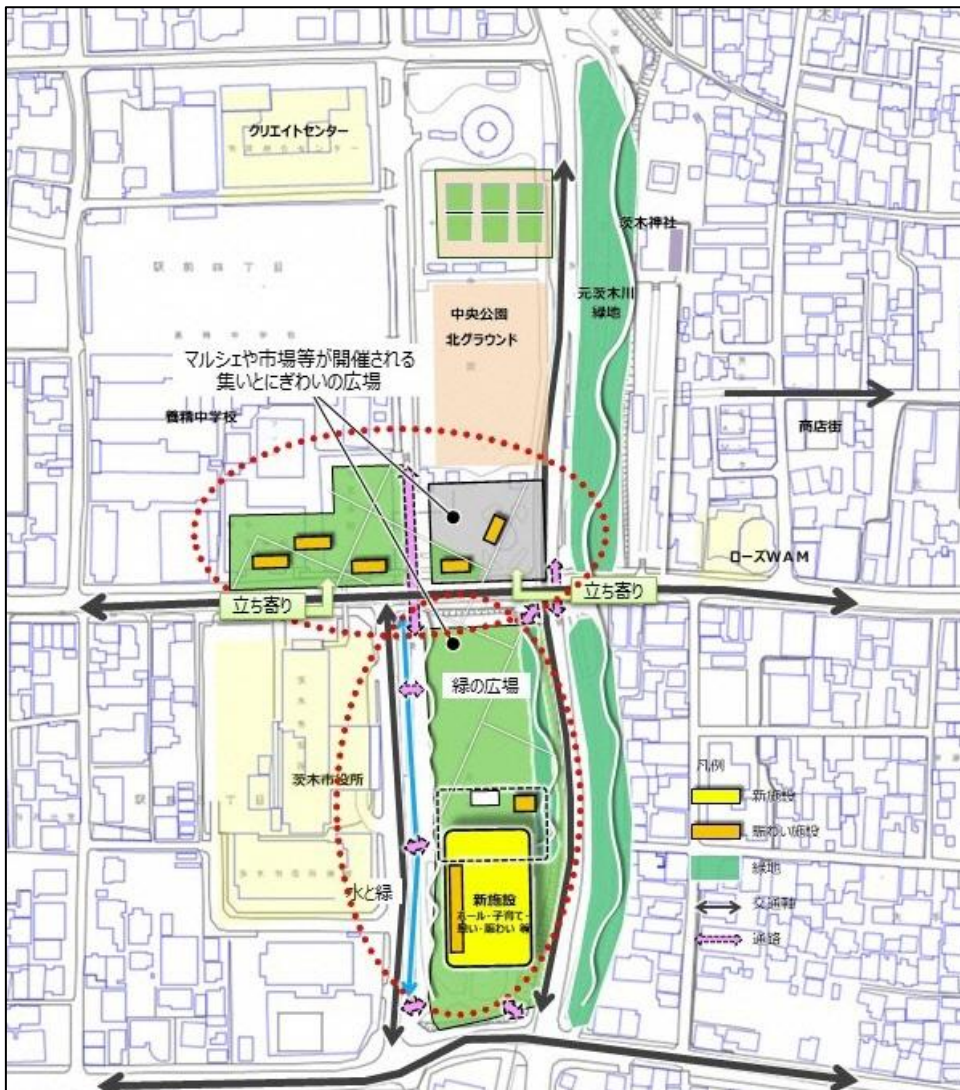 クリエイトセンター
茨木神社
元茨木川
緑地
中央公園
北グラウンド
駅前四丁目
マルシェや市場等が開催される
集いとにぎわいの広場
養精中学校
商店街
ローズWAM
立ち寄り
立ち寄り
緑の広場
茨木市役所
水と緑
新施設
ホール・子育て・
憩い・賑わい 等
凡例
新施設
賑わい施設
緑地
交通軸
通路